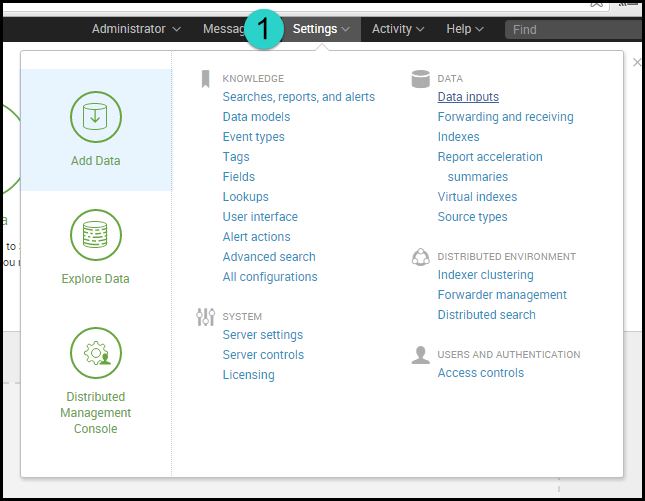 Administrator
1
Settings
Activity
Help
Find
Add Data
Explore Data
Distributed
Management
Console
KNOWLEDGE
Searches, reports, and alerts
Data models
Event types
Tags
Fields
Lookups
User interface
Alert actions
Advanced search
All configurations
SYSTEM
Server settings
Server controls
Licensing
DATA
Data inputs
Forwarding and receiving
Indexes
Report acceleration
summaries
Virtual indexes
Source types
DISTRIBUTED ENVIRONMENT
Indexer clustering
Forwarder management
Distributed search
USERS AND AUTHENTICATION
Access controls